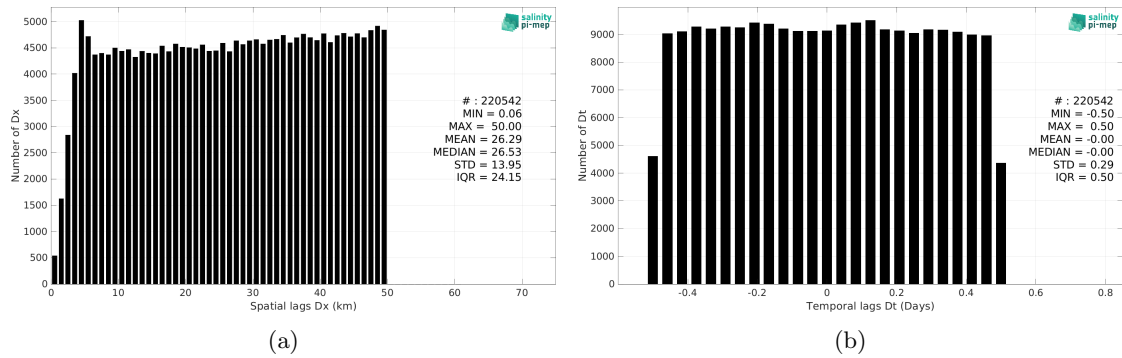 salinity
pi-mep
5000
4500
4000
3500
3000
2500
2000
1500
1000
500
0
Number of Dx
# : 220542
MIN = 0.06
MAX = 50.00
MEAN = 26.29
MEDIAN = 26.53
STD = 13.95
IQR = 24.15
0 10 20 30 40 50 60 70
Spatial lags Dx (km)
(a)
salinity
pi-mep
9000
8000
7000
6000
5000
4000
3000
2000
1000
0
Number of Dt
# : 220542
MIN = -0.50
MAX = 0.50
MEAN = -0.00
MEDIAN = -0.00
STD = 0.29
IQR = 0.50
-0.4 -0.2 0 0.2 0.4 0.6 0.8
Temporal lags Dt (Days)
(b)